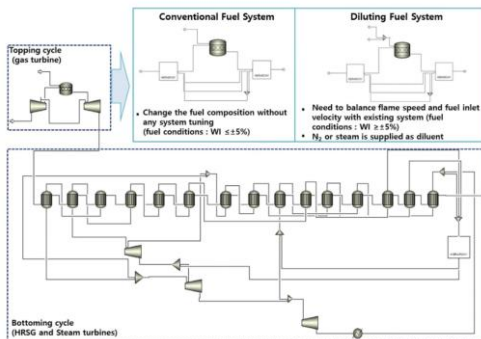 Conventional Fuel System
Diluting Fuel System
Topping cycle
(gas turbine)
• Change the fuel composition without
any system tuning
(fuel conditions : WI ≤±5%)
• Need to balance flame speed and fuel inlet
velocity with existing system (fuel
conditions : WI ≥±5%)
• N₂ or steam is supplied as diluent
Bottoming cycle
(HRSG and Steam turbines)